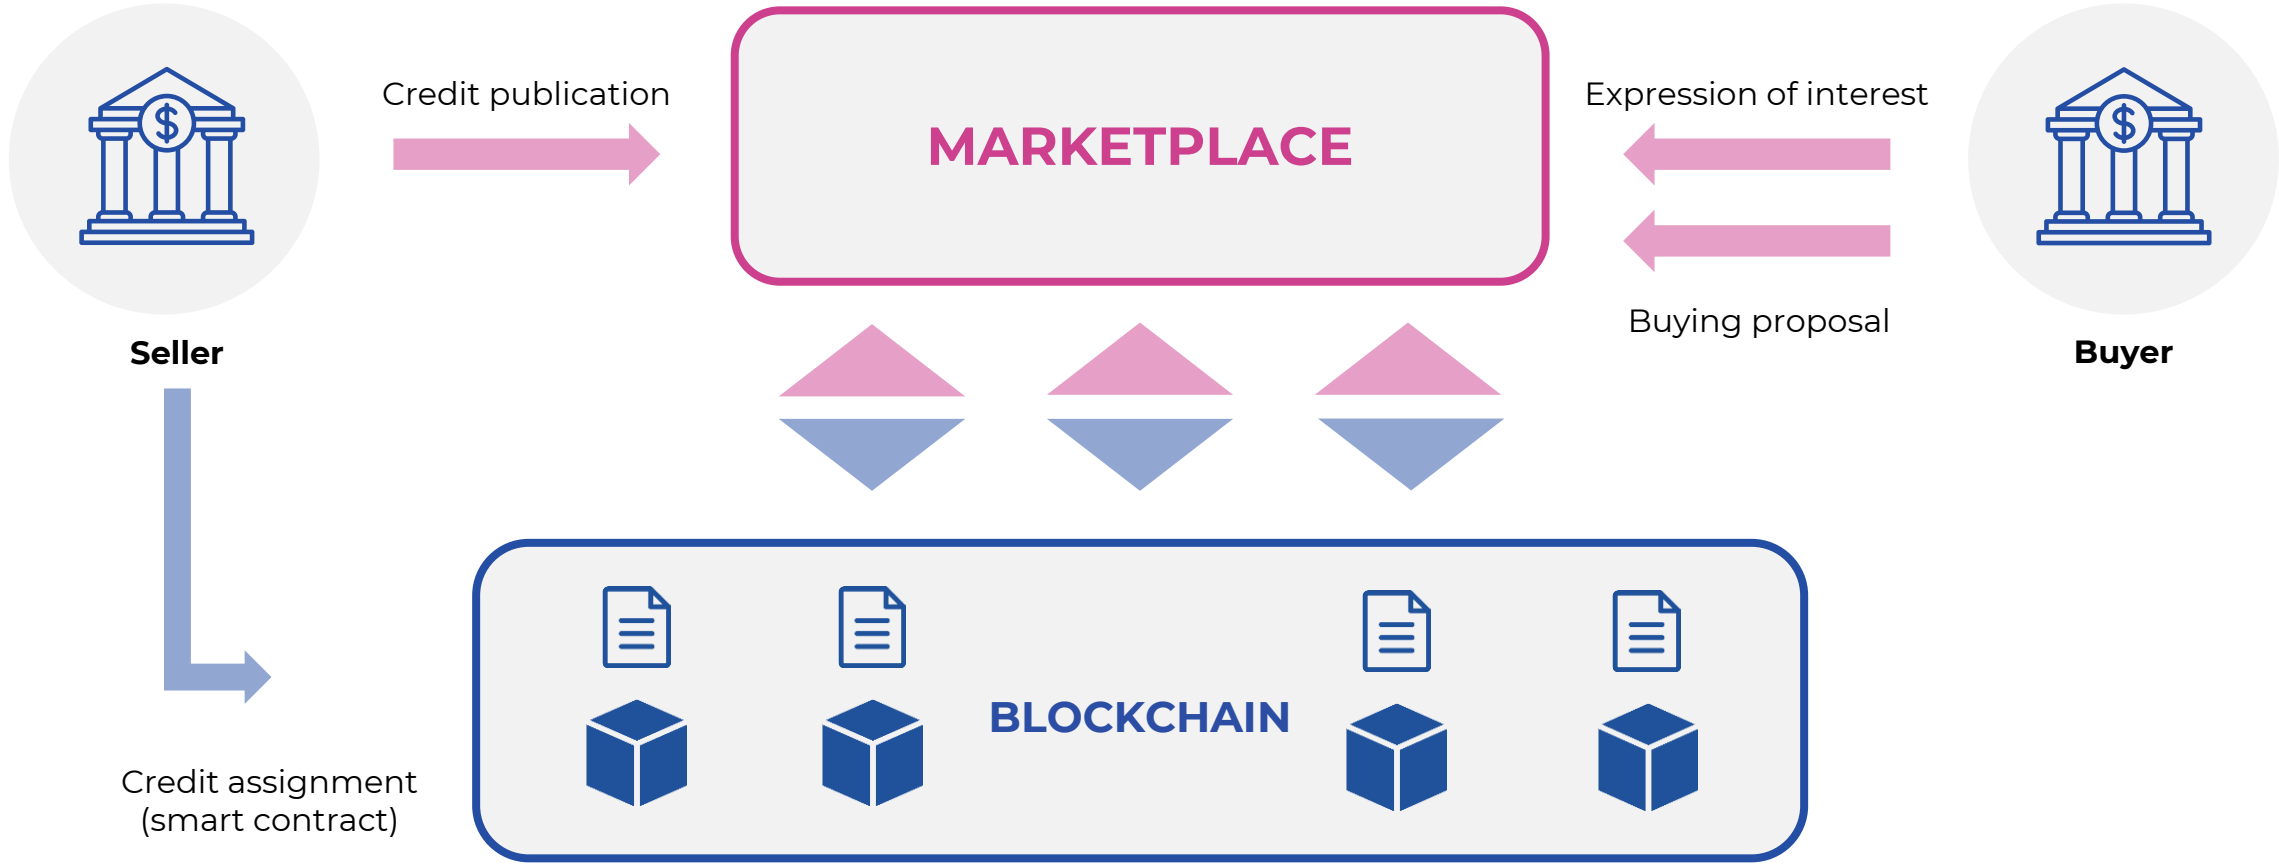 Credit publication
MARKETPLACE
Expression of interest
Buying proposal
Seller
Buyer
BLOCKCHAIN
Credit assignment
(smart contract)
$
$